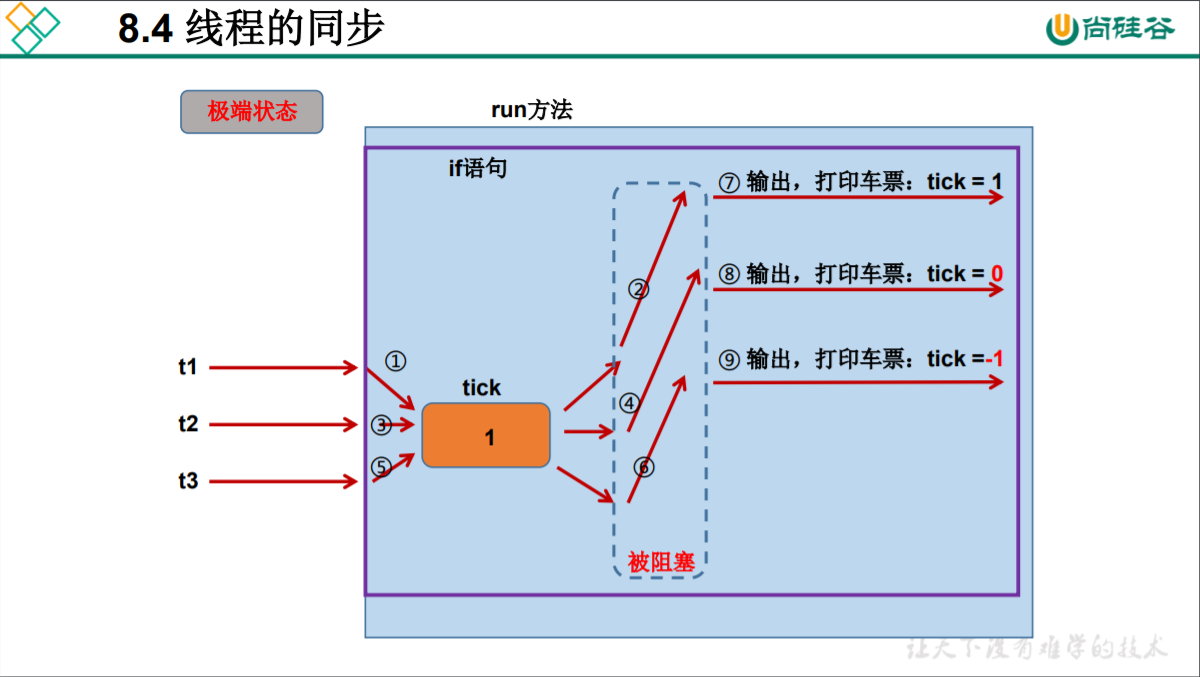 8.4 线程的同步
尚硅谷
极端状态
run方法
if语句
⑦ 输出，打印车票：tick = 1
②
⑧ 输出，打印车票：tick = 0
⑨ 输出，打印车票：tick =-1
t1
①
tick
④
t2
③
1
t3
⑤
⑥
被阻塞
让天下没有难学的技术